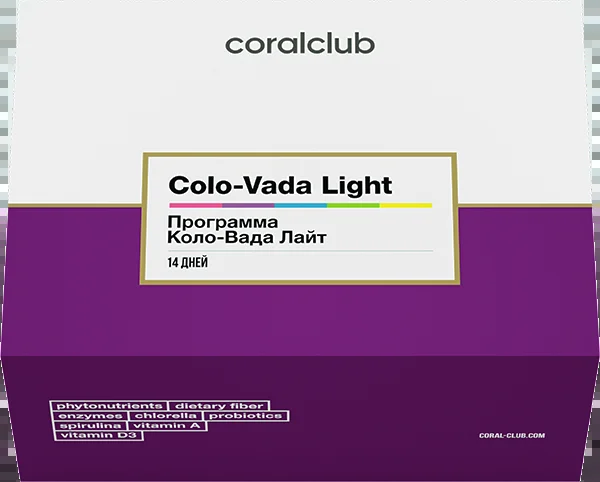 coralclub
Colo-Vada Light
Программа
Коло-Вада Лайт
14 ДНЕЙ
phytonutrients dietary fiber
enzymes chlorella probiotics
spirulina vitamin A
vitamin D3
CORAL-CLUB.COM